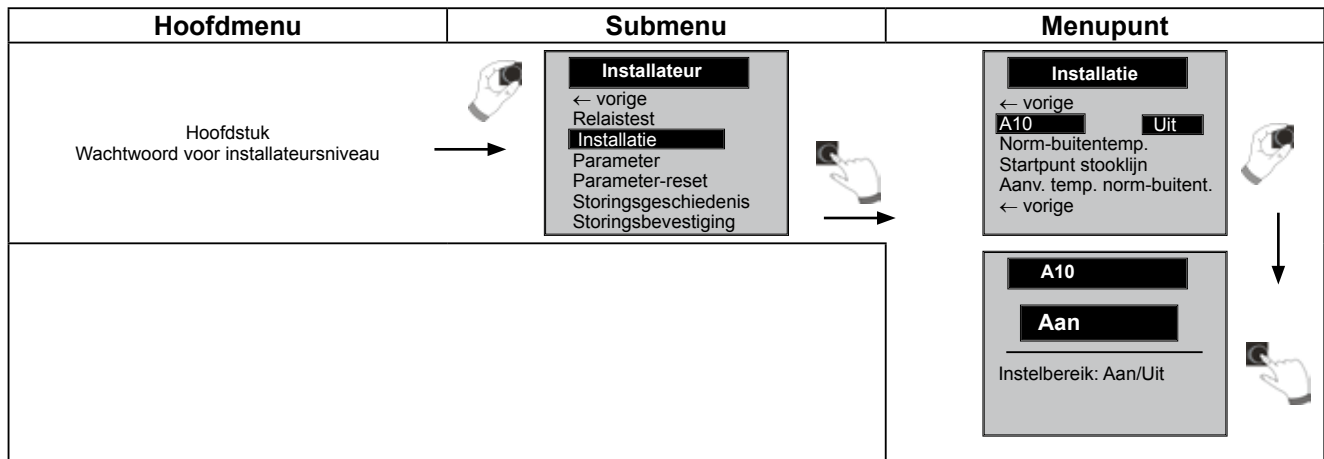 Hoofdmenu
Submenu
Menupunt
Hoofdstuk
Wachtwoord voor installateursniveau
Installateur
← vorige
Relaistest
Installatie
Parameter
Parameter-reset
Storingsgeschiedenis
Storingsbevestiging
Installatie
← vorige
A10 Uit
Norm-buitentemp.
Startpunt stooklijn
Aanv. temp. norm-buitent.
← vorige
A10
Aan
Instelbereik: Aan/Uit